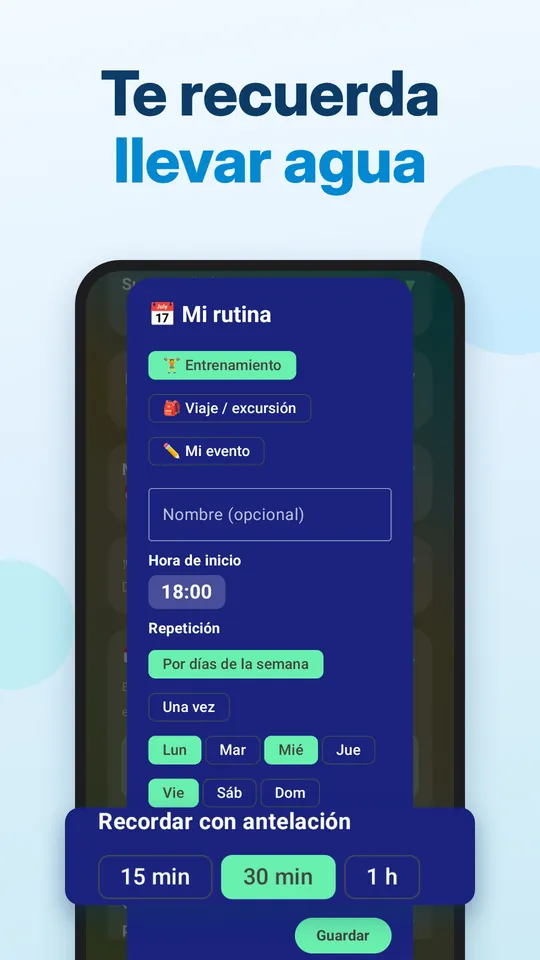 Te recuerda
llevar agua
July
17
Mi rutina
Entrenamiento
Viaje / excursión
Mi evento
Nombre (opcional)
Hora de inicio
18:00
Repetición
Por días de la semana
Una vez
Lun Mar Mié Jue
Vie Sáb Dom
Recordar con antelación
15 min 30 min 1 h
Guardar